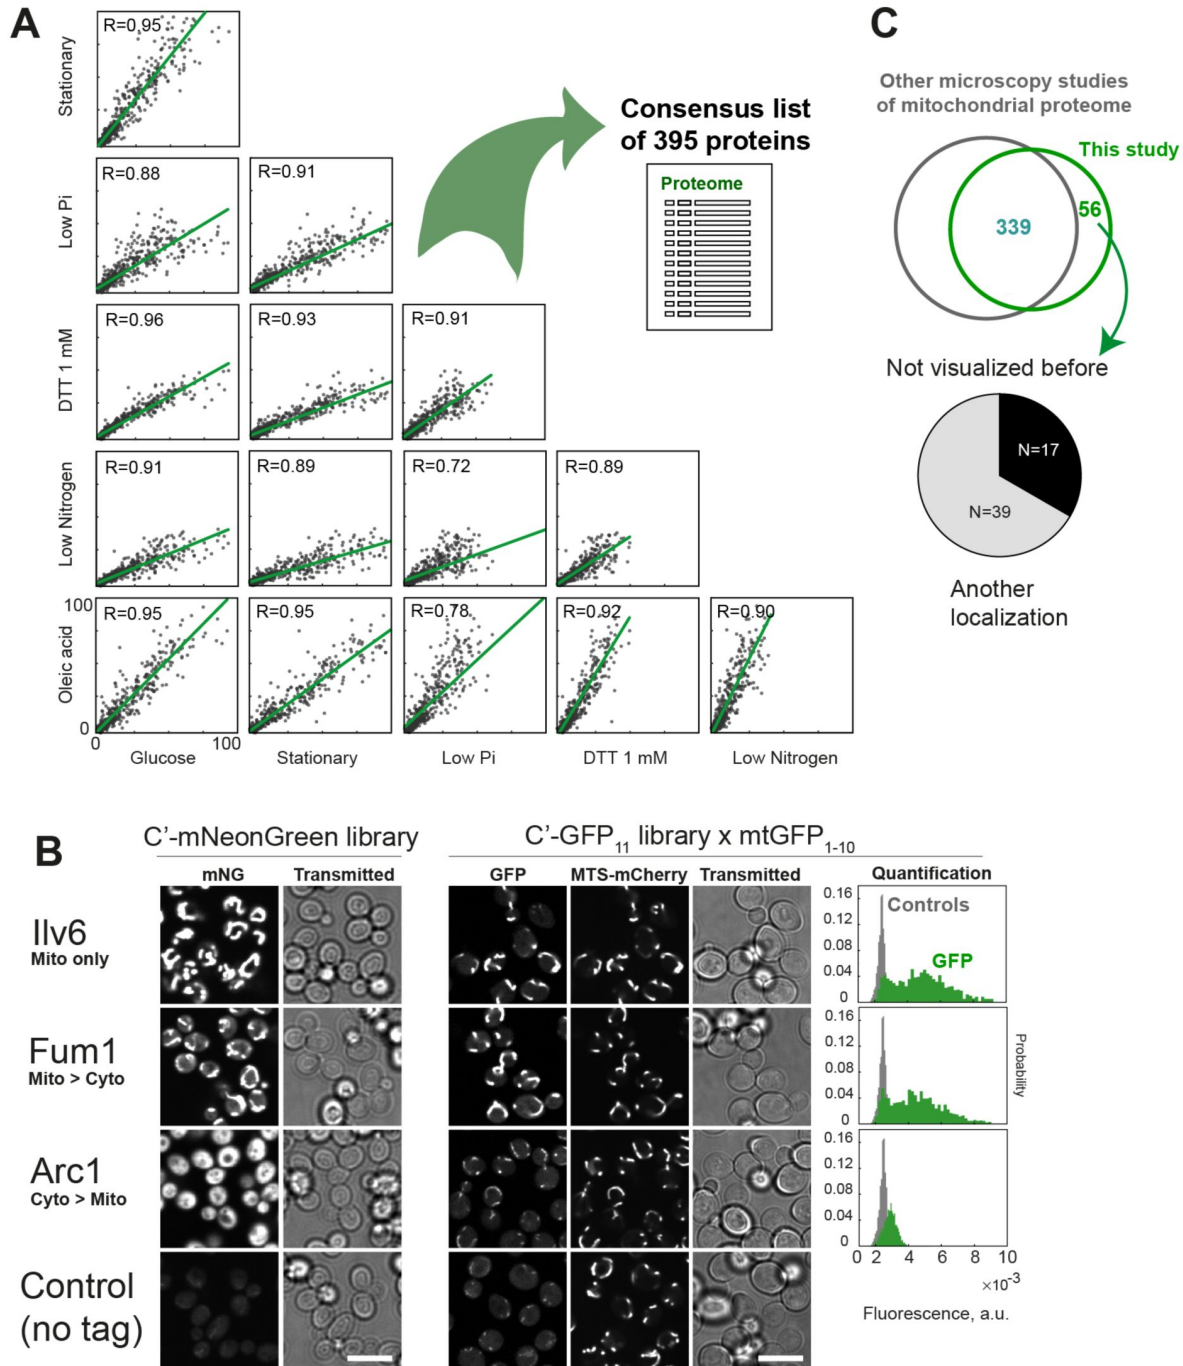 A
Stationary
R=0.95
Low Pi
R=0.88
R=0.91
DTT 1 mM
R=0.96
R=0.93
R=0.91
Low Nitrogen
R=0.91
R=0.89
R=0.72
R=0.89
Oleic acid
100
0
R=0.95
R=0.95
R=0.78
R=0.92
R=0.90
0
100
Glucose
Stationary
Low Pi
DTT 1 mM
Low Nitrogen
Consensus list
of 395 proteins
Proteome
C
Other microscopy studies
of mitochondrial proteome
This study
339
56
Not visualized before
N=17
N=39
Another
localization
B
C'-mNeonGreen library
C'-GFP₁₁ library x mtGFP₁₋₁₀
mNG
Transmitted
GFP
MTS-mCherry
Transmitted
Quantification
Ilv6
Mito only
0.16
0.12
0.08
0.04
0
Controls
GFP
Fum1
Mito > Cyto
0.16
0.12
0.08
0.04
0
Probability
Arc1
Cyto > Mito
0.16
0.12
0.08
0.04
0
0 2 4 6 8 10
×10⁻³
Fluorescence, a.u.
Control
(no tag)